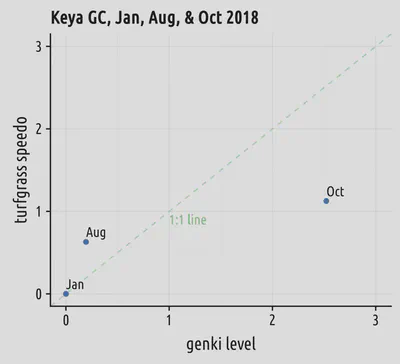 Keya GC, Jan, Aug, & Oct 2018
turfgrass speedo
3
2
1
0
Oct
1:1 line
Aug
Jan
0
1
2
3
genki level